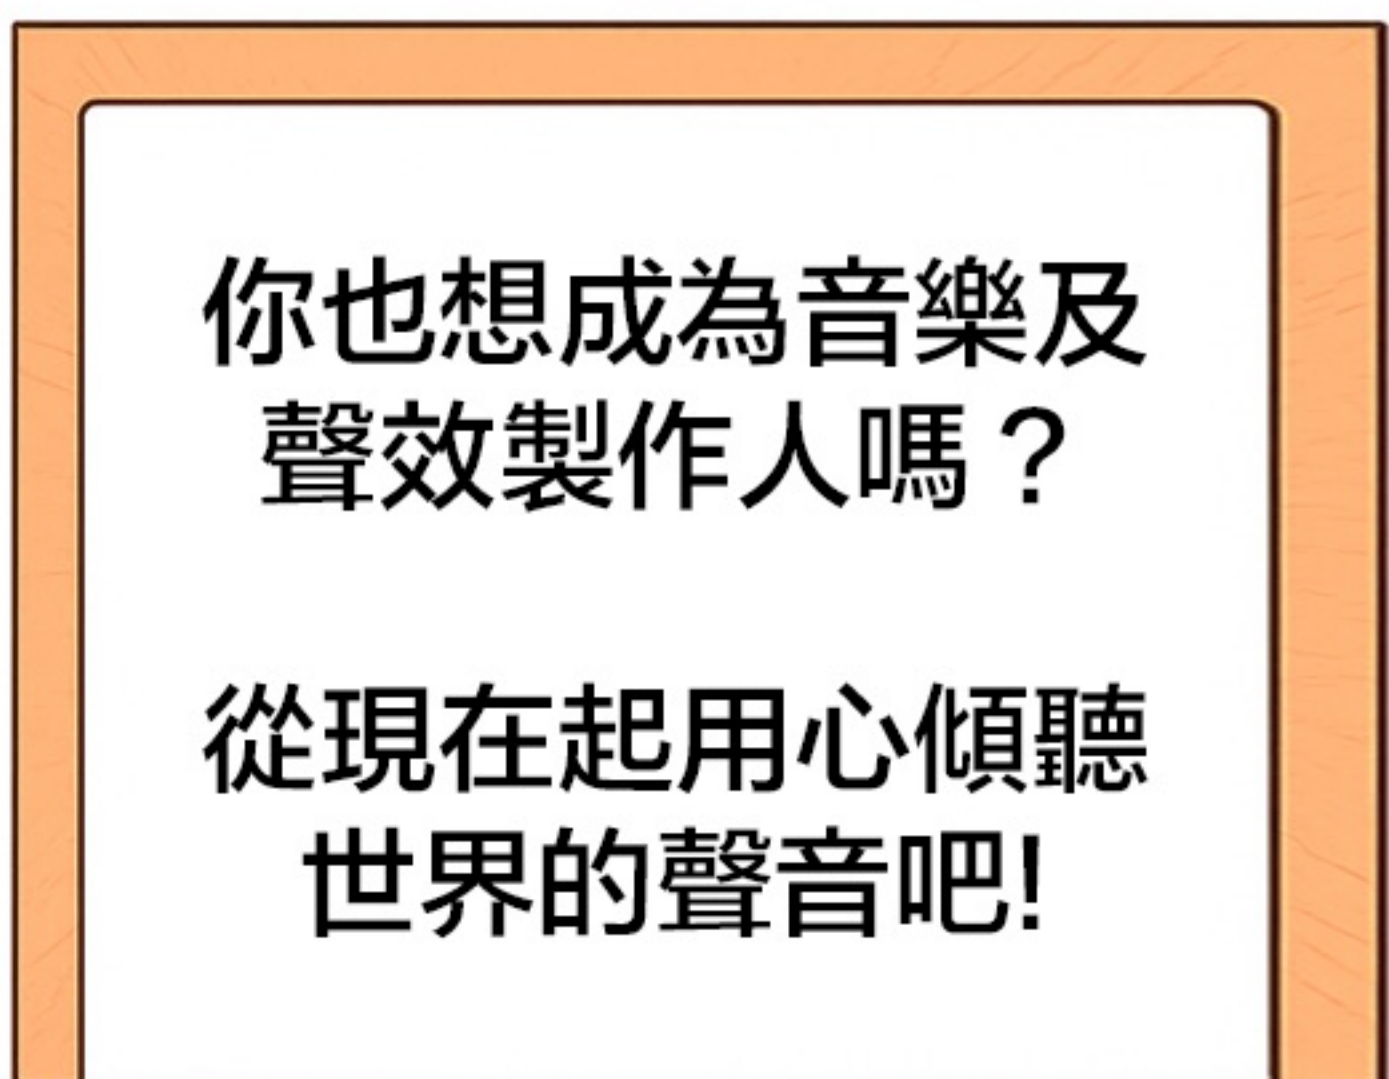 你也想成為音樂及
聲效製作人嗎？
從現在起用心傾聽
世界的聲音吧!